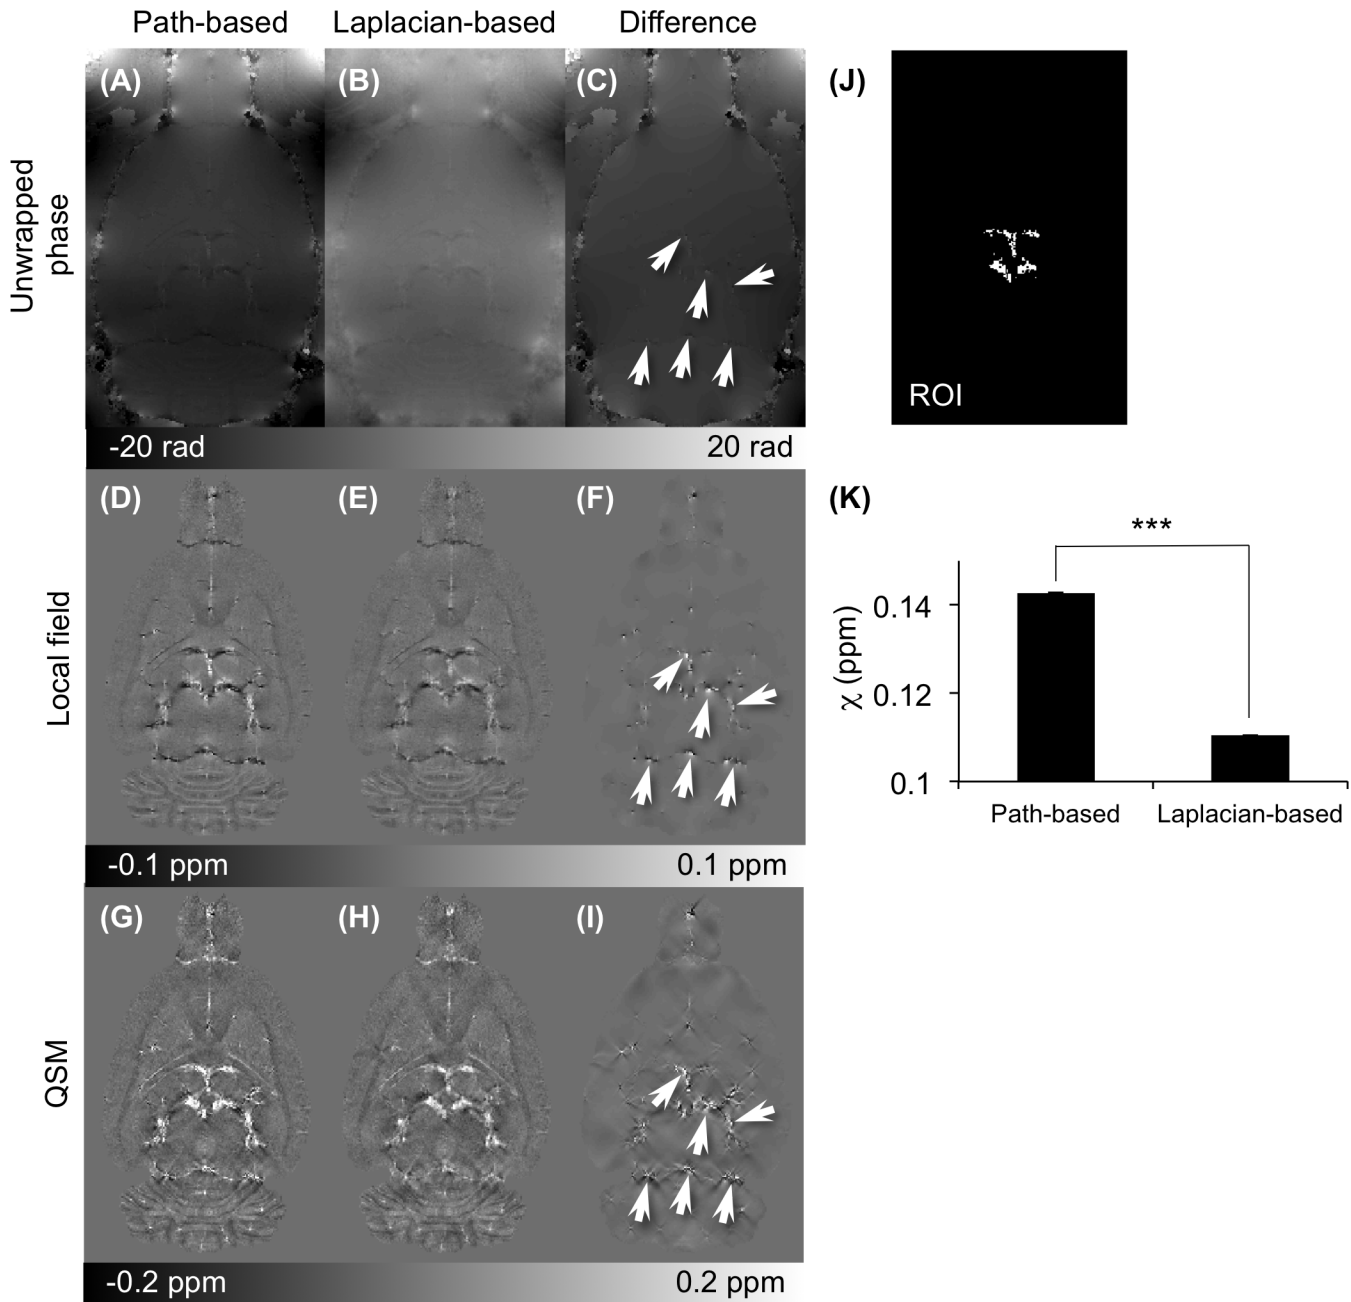 Path-based Laplacian-based Difference
Unwrapped
phase
(A) (B) (C)
-20 rad 20 rad
Local field
(D) (E) (F)
-0.1 ppm 0.1 ppm
QSM
(G) (H) (I)
-0.2 ppm 0.2 ppm
(J)
ROI
(K)
***
χ (ppm)
0.14
0.12
0.1
Path-based Laplacian-based